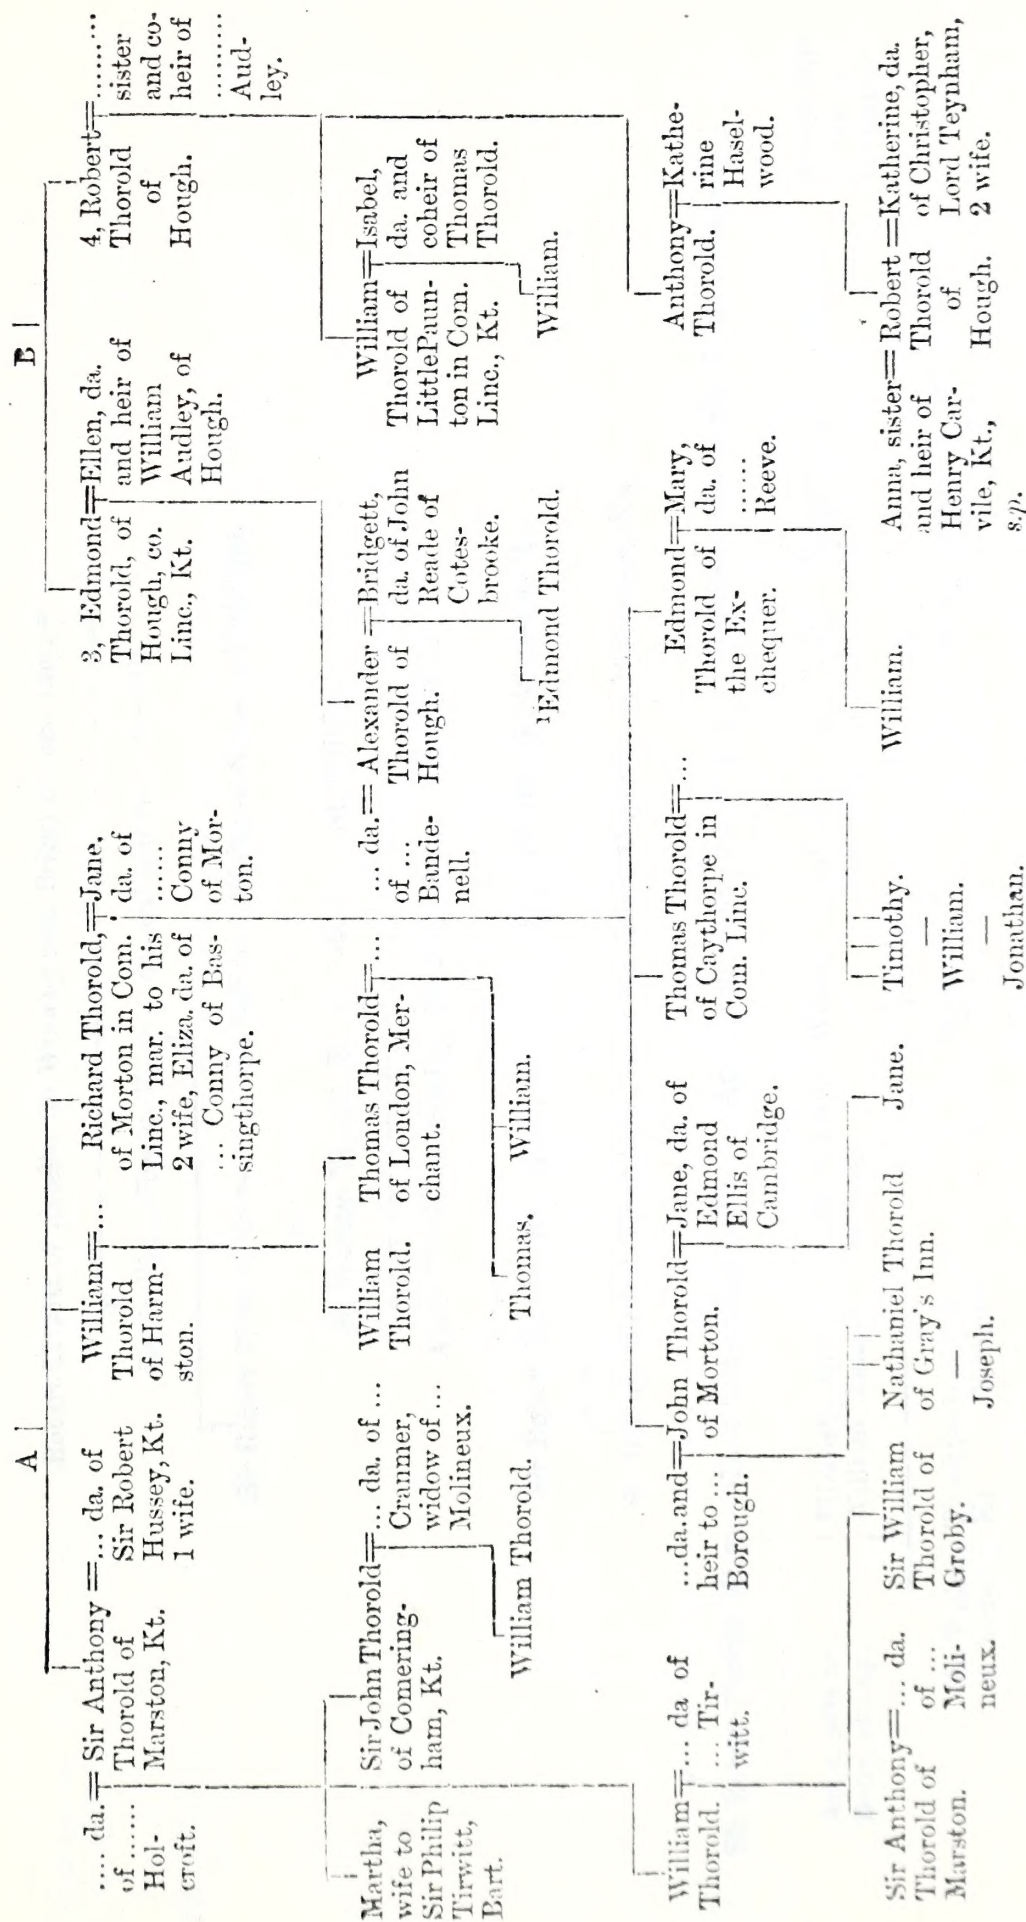 A
B
... da. = Sir Anthony = ... da. of
of ...... Thorold of Sir Robert
Hol- Marston, Kt. Hussey, Kt.
croft. 1 wife.
William=...
Thorold
of Harm-
ston.
Richard Thorold,=Jane.
of Morton in Com. da. of
Linc., mar. to his ......
2 wife, Eliza. da. of Conny
... Conny of Bas- of Mor-
singthorpe. ton.
3, Edmond=Ellen, da.
Thorold, of and heir of
Hough, co. William
Linc., Kt. Audley, of
Hough.
4, Robert=.........
Thorold sister
of and co-
Hough. heir of
.........
Aud-
ley.
Martha,
wife to
Sir Philip
Tirwitt,
Bart.
Sir John Thorold=... da. of ...
of Comering- Cranmer,
ham, Kt. widow of ...
Molineux.
William Thorold.
William
Thorold.
Thomas Thorold=...
of London, Mer-
chant.
Thomas. William.
... da. = Alexander = Bridgett,
of ... Thorold of da. of John
Bande- Hough. Reade of
nell. Cotes-
brooke.
¹Edmond Thorold.
William=Isabel,
Thorold of da. and
Little Paun- coheir of
ton in Com. Thomas
Linc., Kt. Thorold.
William.
William=... da of
Thorold. ... Tir-
witt.
...da. and=John Thorold=Jane, da. of
heir to ... of Morton. Edmond
Borough. Ellis of
Cambridge.
Thomas Thorold=...
of Caythorpe in
Com. Linc.
Edmond=Mary,
Thorold of da. of
the Ex- ......
chequer. Reeve.
Anthony=Kathe-
Thorold. rine
Hasel-
wood.
Sir Anthony=... da.
Thorold of of ...
Marston. Moli-
neux.
Sir William
Thorold of
Groby.
Nathaniel Thorold
of Gray's Inn.
—
Joseph.
Jane.
Timothy.
—
William.
—
Jonathan.
William.
Anna, sister=Robert=Katherine, da.
and heir of Thorold of Christopher,
Henry Car- of Lord Teynham,
vile, Kt., Hough. 2 wife.
s.p.